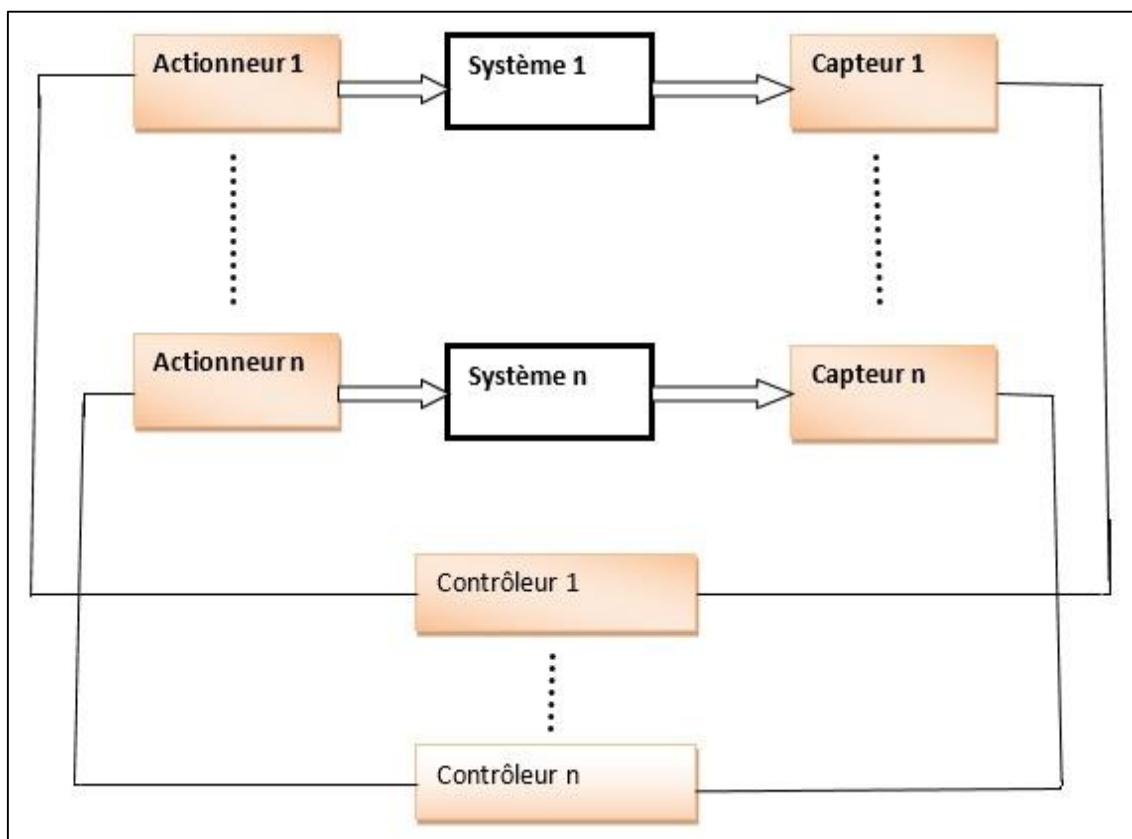 Actionneur 1
Système 1
Capteur 1
Actionneur n
Système n
Capteur n
Contrôleur 1
Contrôleur n